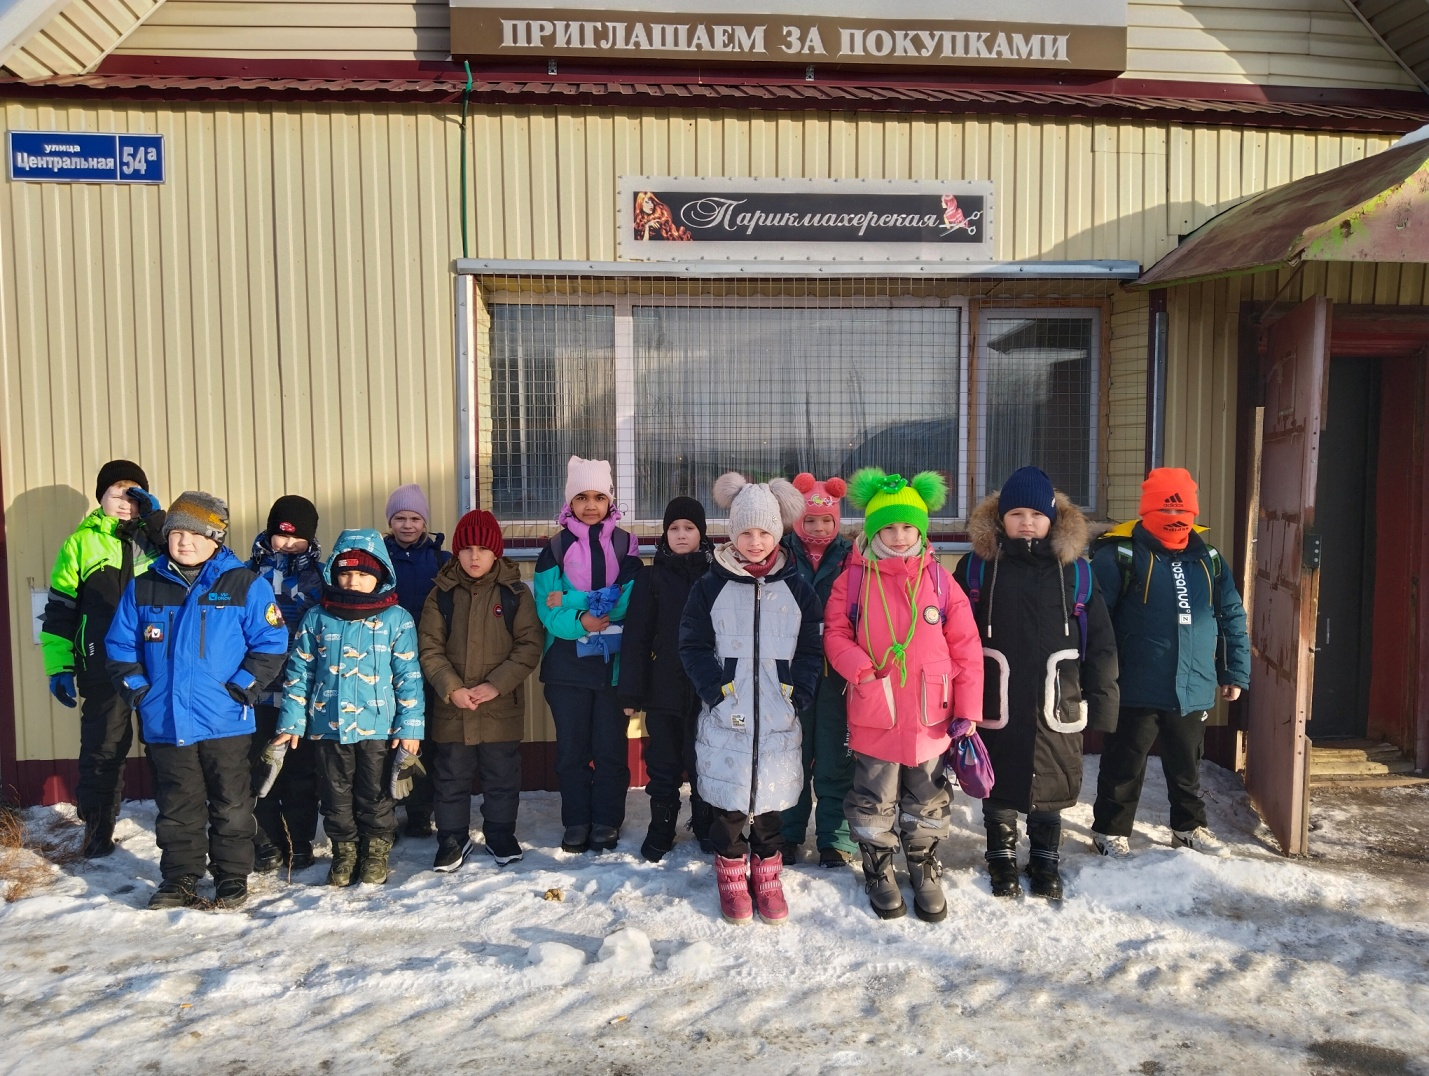 ПРИГЛАШАЕМ ЗА ПОКУПКАМИ
улица
Центральная 54а
Парикмахерская
adidas